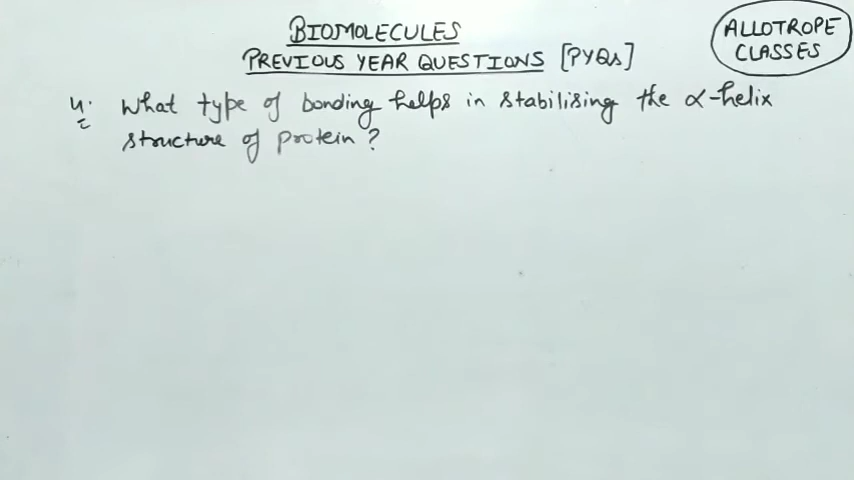 BIOMOLECULES
PREVIOUS YEAR QUESTIONS [PYQs]
ALLOTROPE
CLASSES
4. What type of bonding helps in stabilising the α-helix
structure of protein?